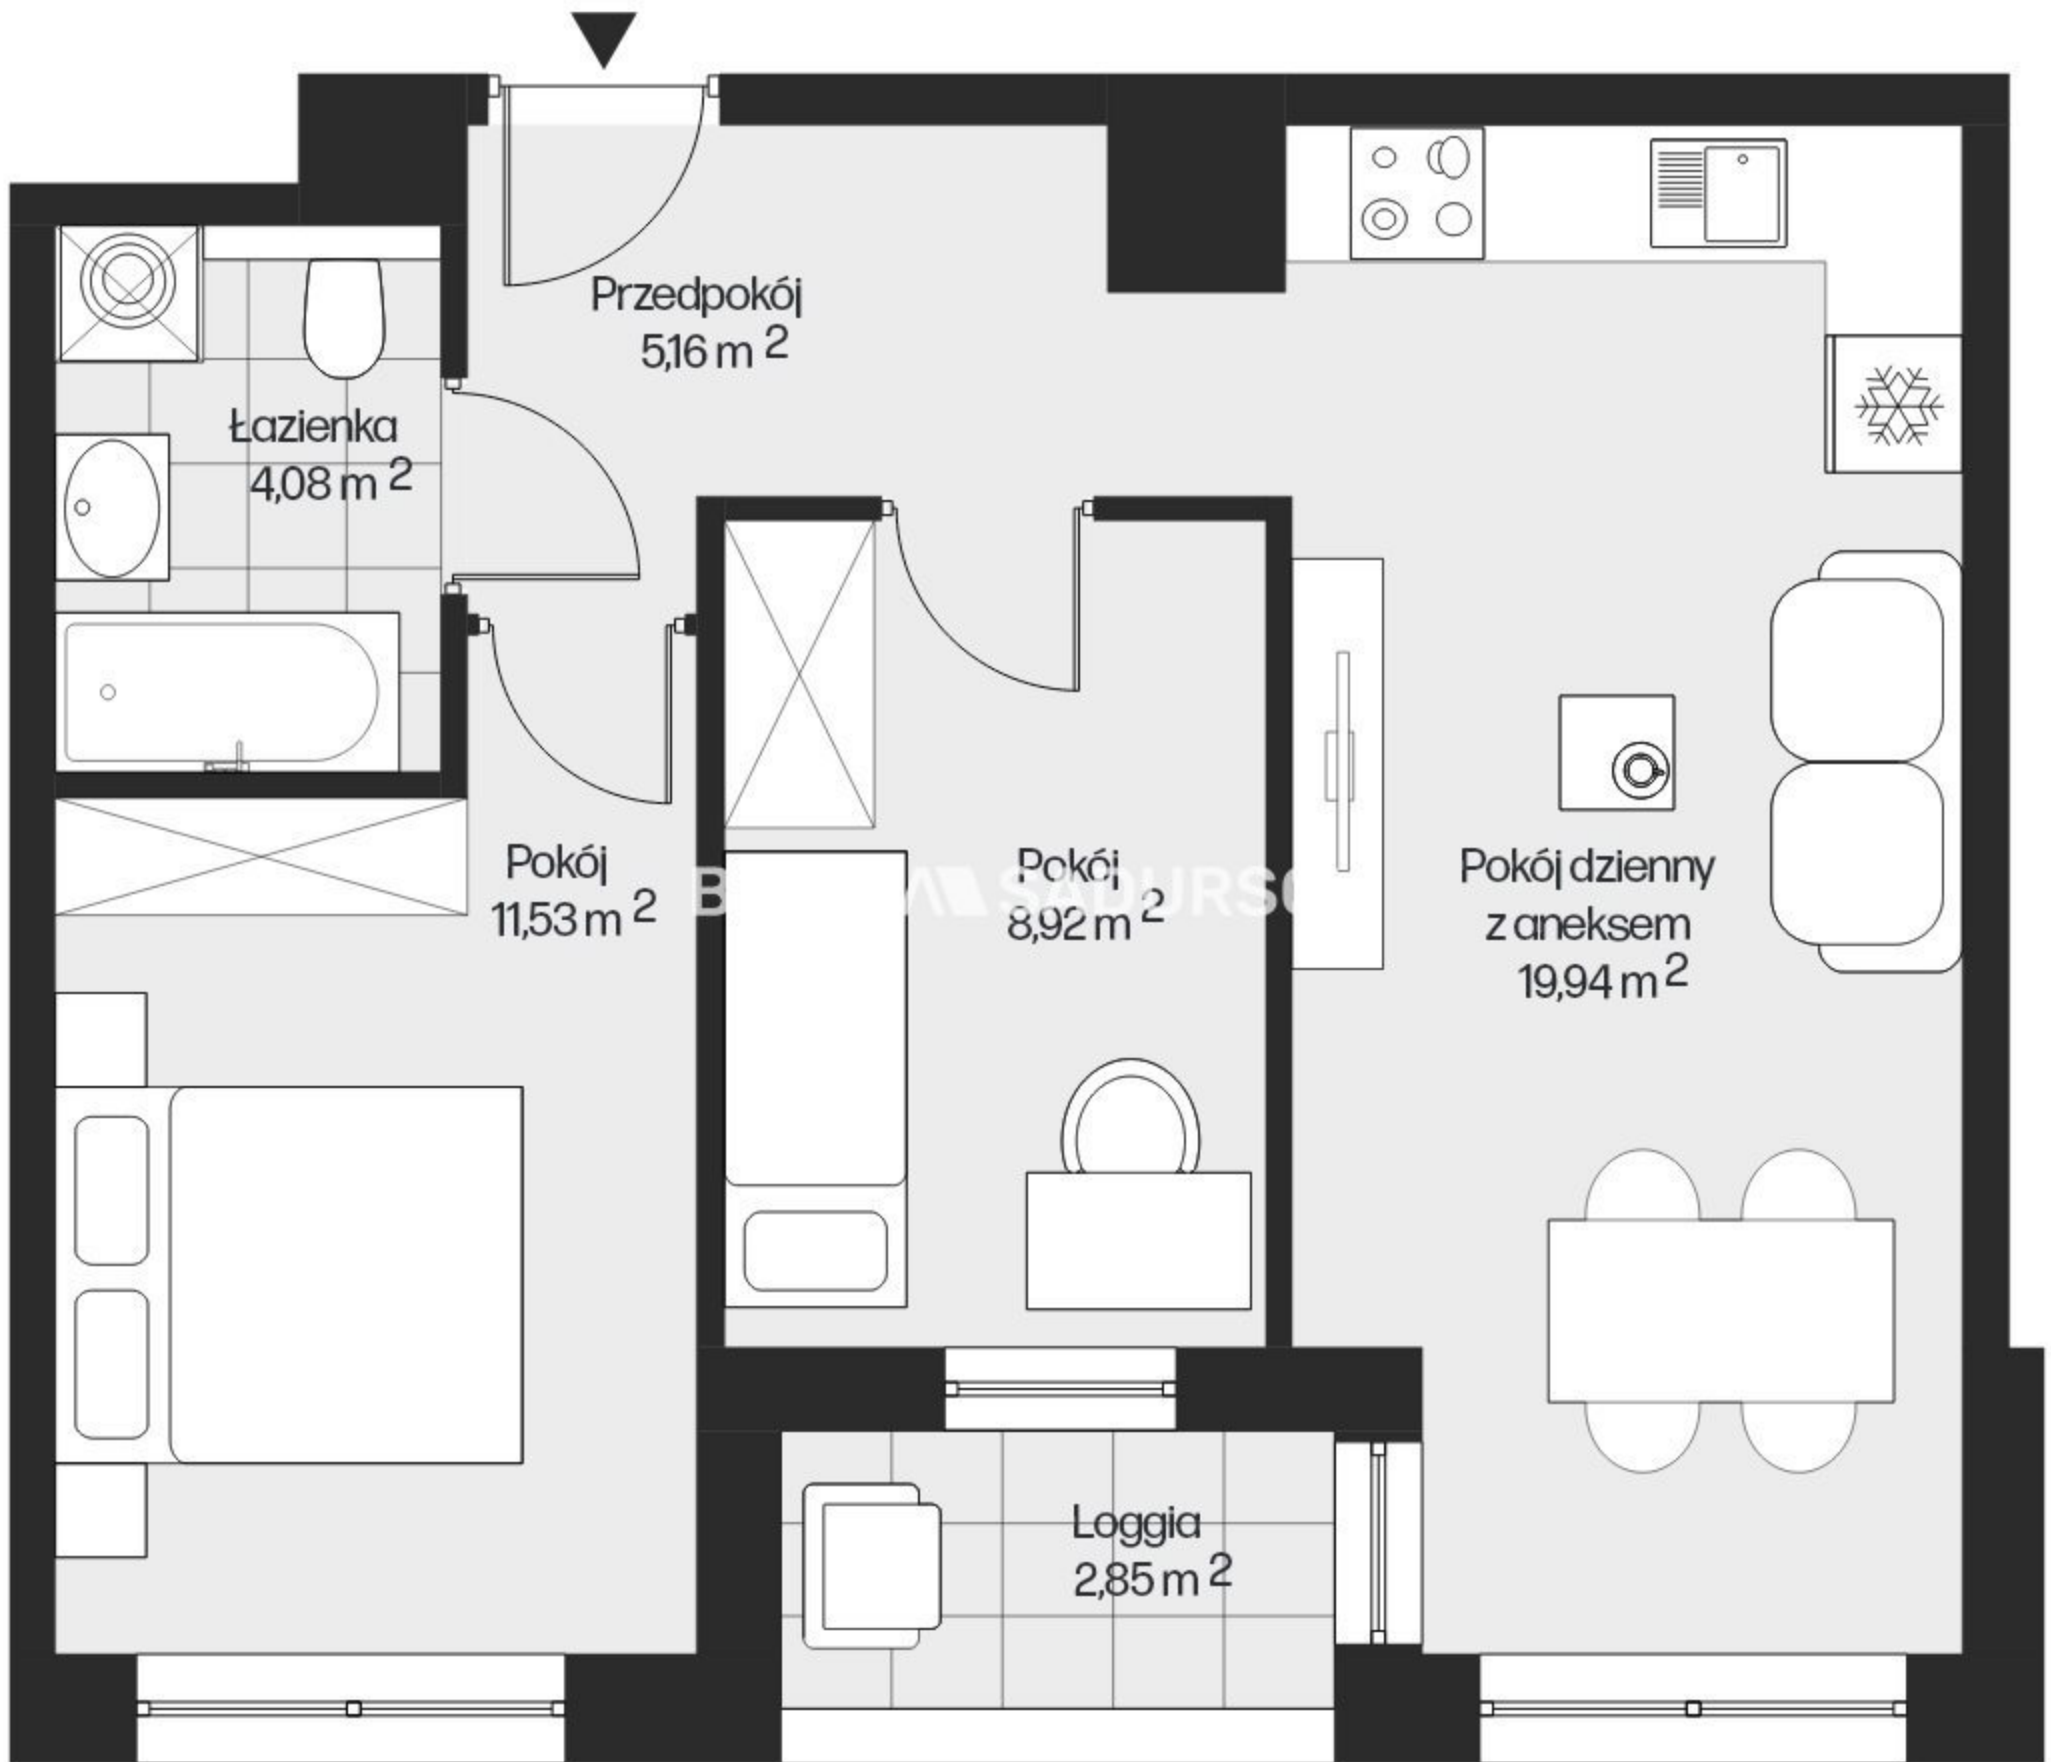 Przedpokój
5,16 m 2
Łazienka
4,08 m 2
Pokój
11,53 m 2
Pokój
8,92 m 2
Pokój dzienny
z aneksem
19,94 m 2
Loggia
2,85 m 2